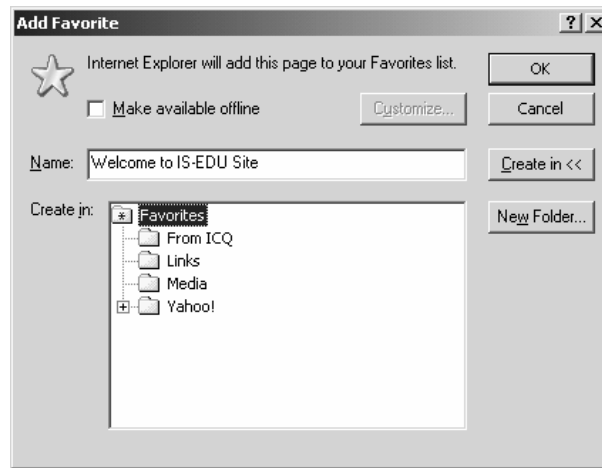 Add Favorite
? X
Internet Explorer will add this page to your Favorites list.
OK
Make available offline
Customize...
Cancel
Name:
Welcome to IS-EDU Site
Create in <<
Create in:
Favorites
New Folder...
From ICQ
Links
Media
Yahoo!